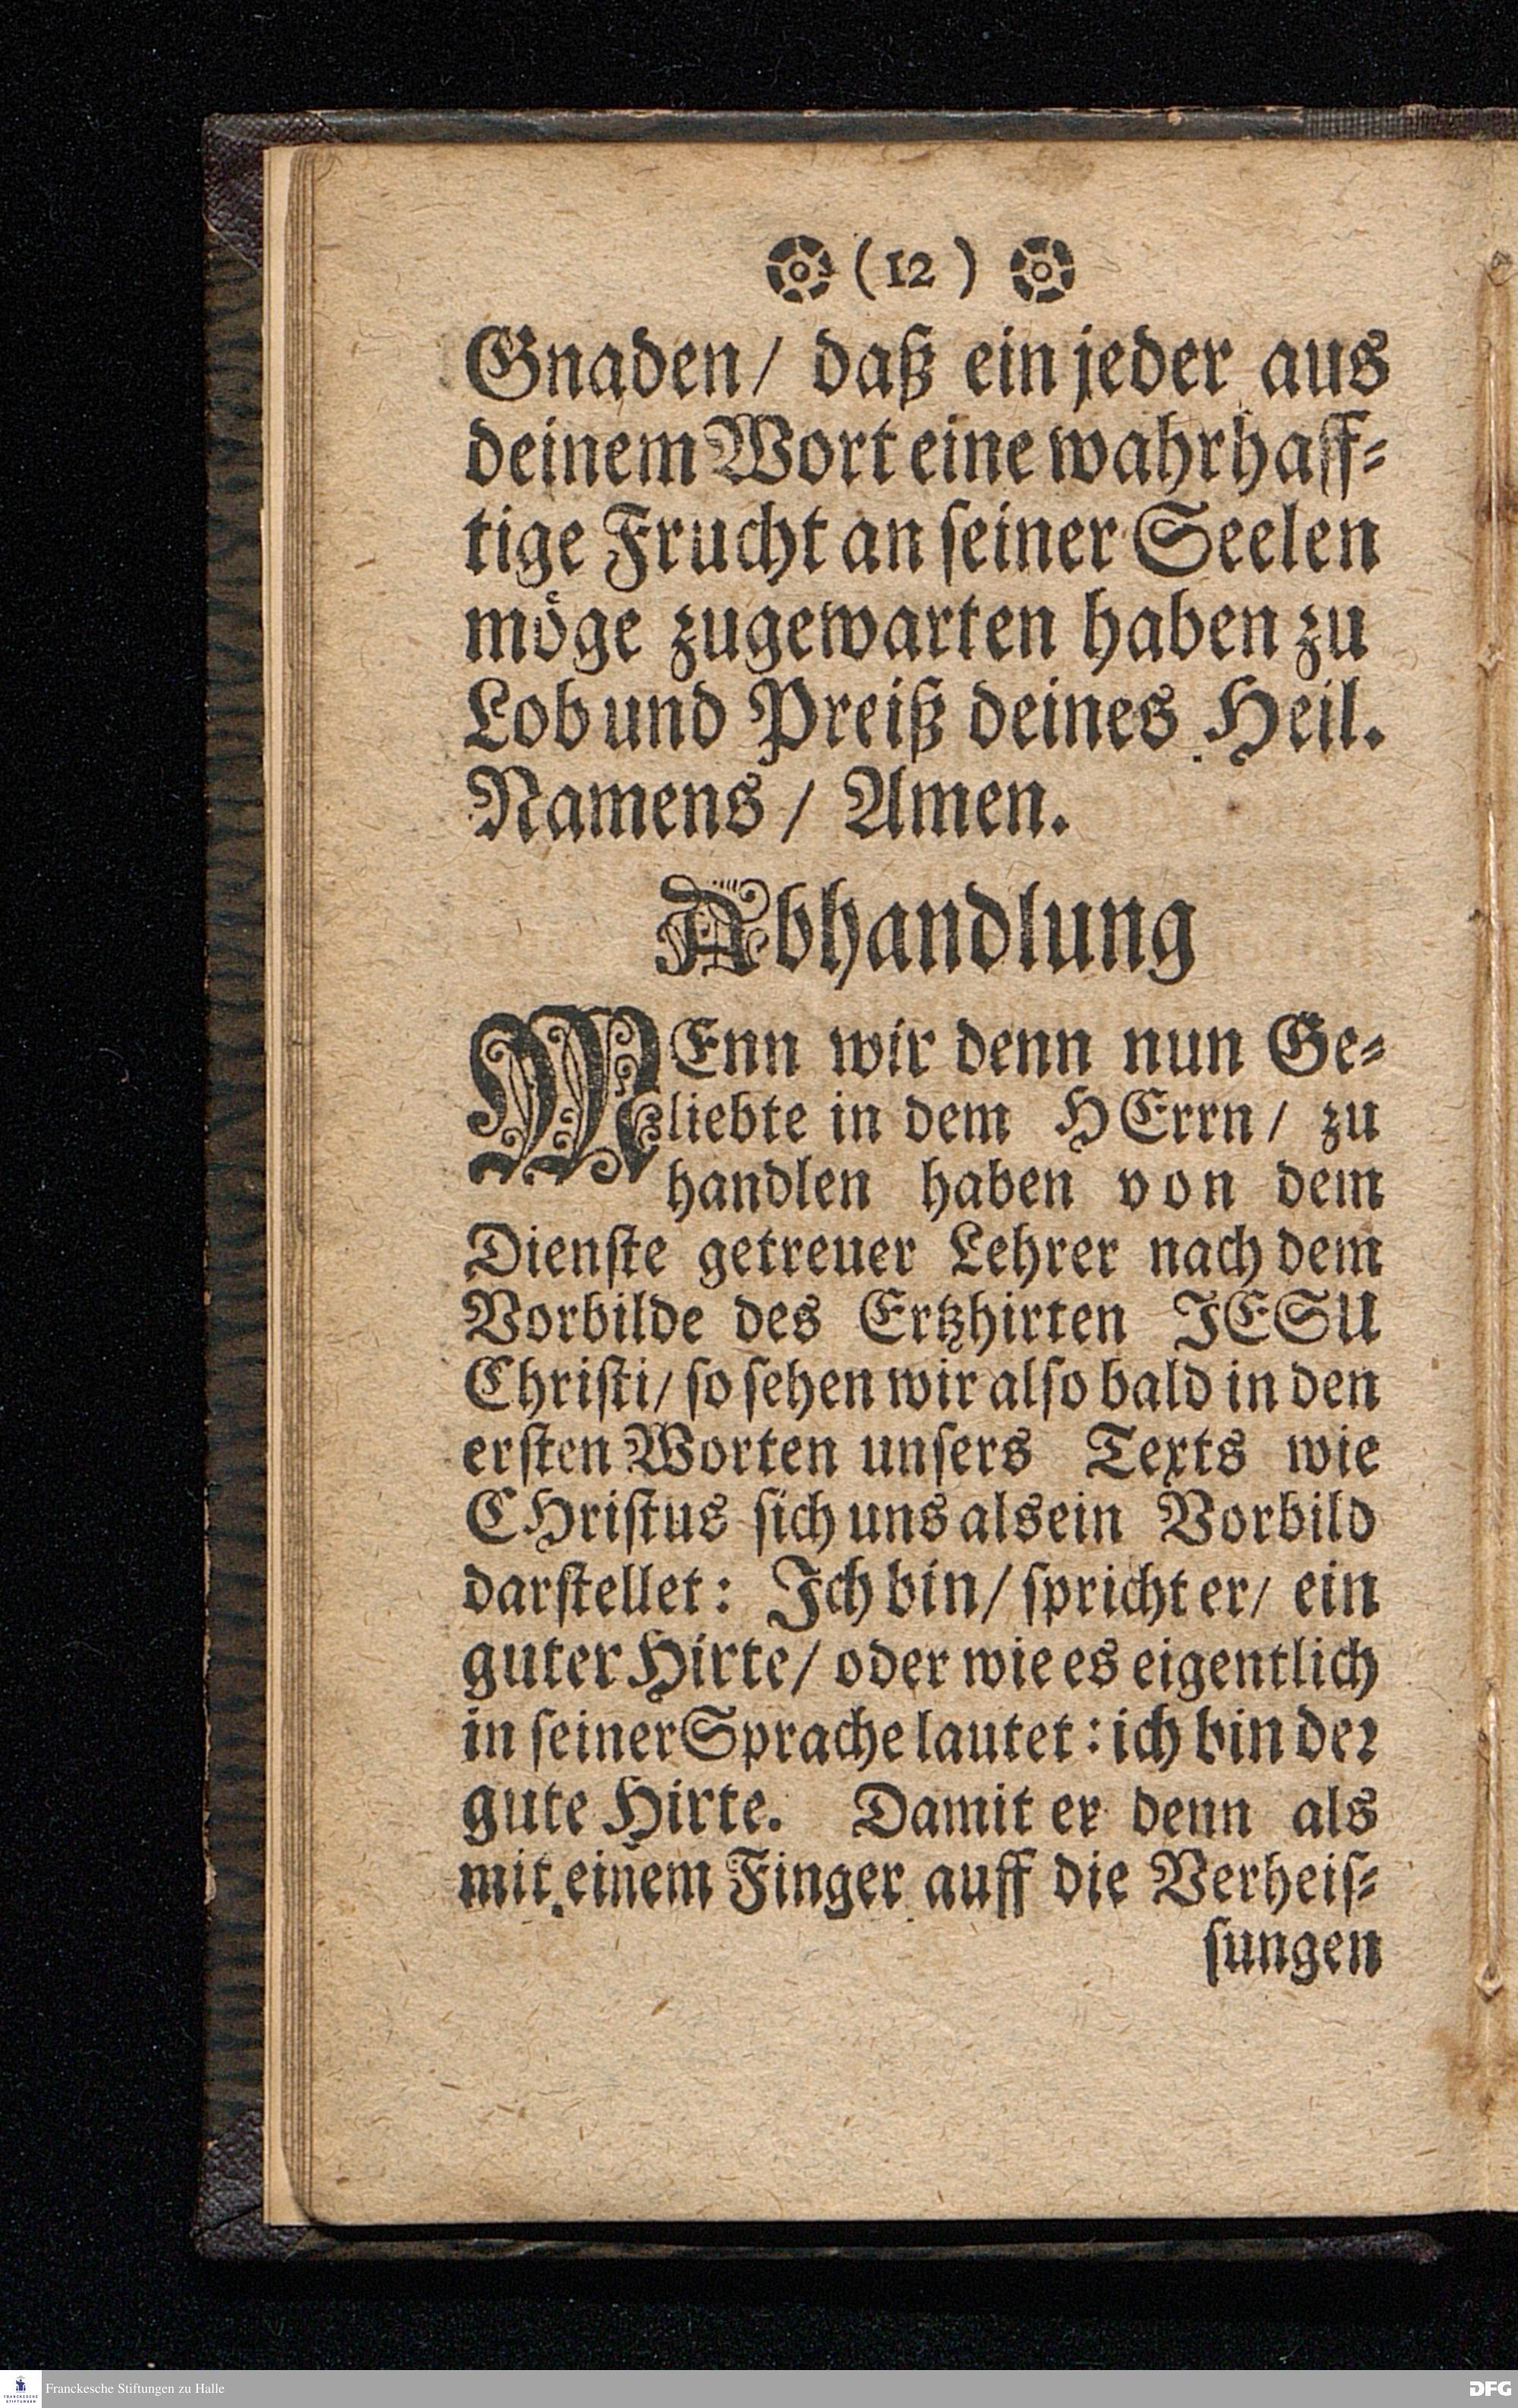 ( 12 )
Gnaden/ daß ein jeder aus
deinem Wort eine wahrhaff⸗
tige Frucht an ſeiner Seelen
möge zugewarten haben zu
Lob und Preiß deines Heil.
Namens / Amen.
Abhandlung
WEnn wir denn nun Ge⸗
liebte in dem HErrn / zu
handlen haben von dem
Dienſte getreuer Lehrer nach dem
Vorbilde des Ertzhirten JESU
Chriſti/ ſo ſehen wir alſo bald in den
erſten Worten unſers Texts wie
CHriſtus ſich uns als ein Vorbild
darſtellet: Jch bin/ ſpricht er/ ein
guter Hirte/ oder wie es eigentlich
in ſeiner Sprache lautet: ich bin der
gute Hirte. Damit er denn als
mit einem Finger auff die Verheiſ⸗
ſungen
Franckesche Stiftungen zu Halle
FRANCKESCHE STIFTUNGEN
DFG